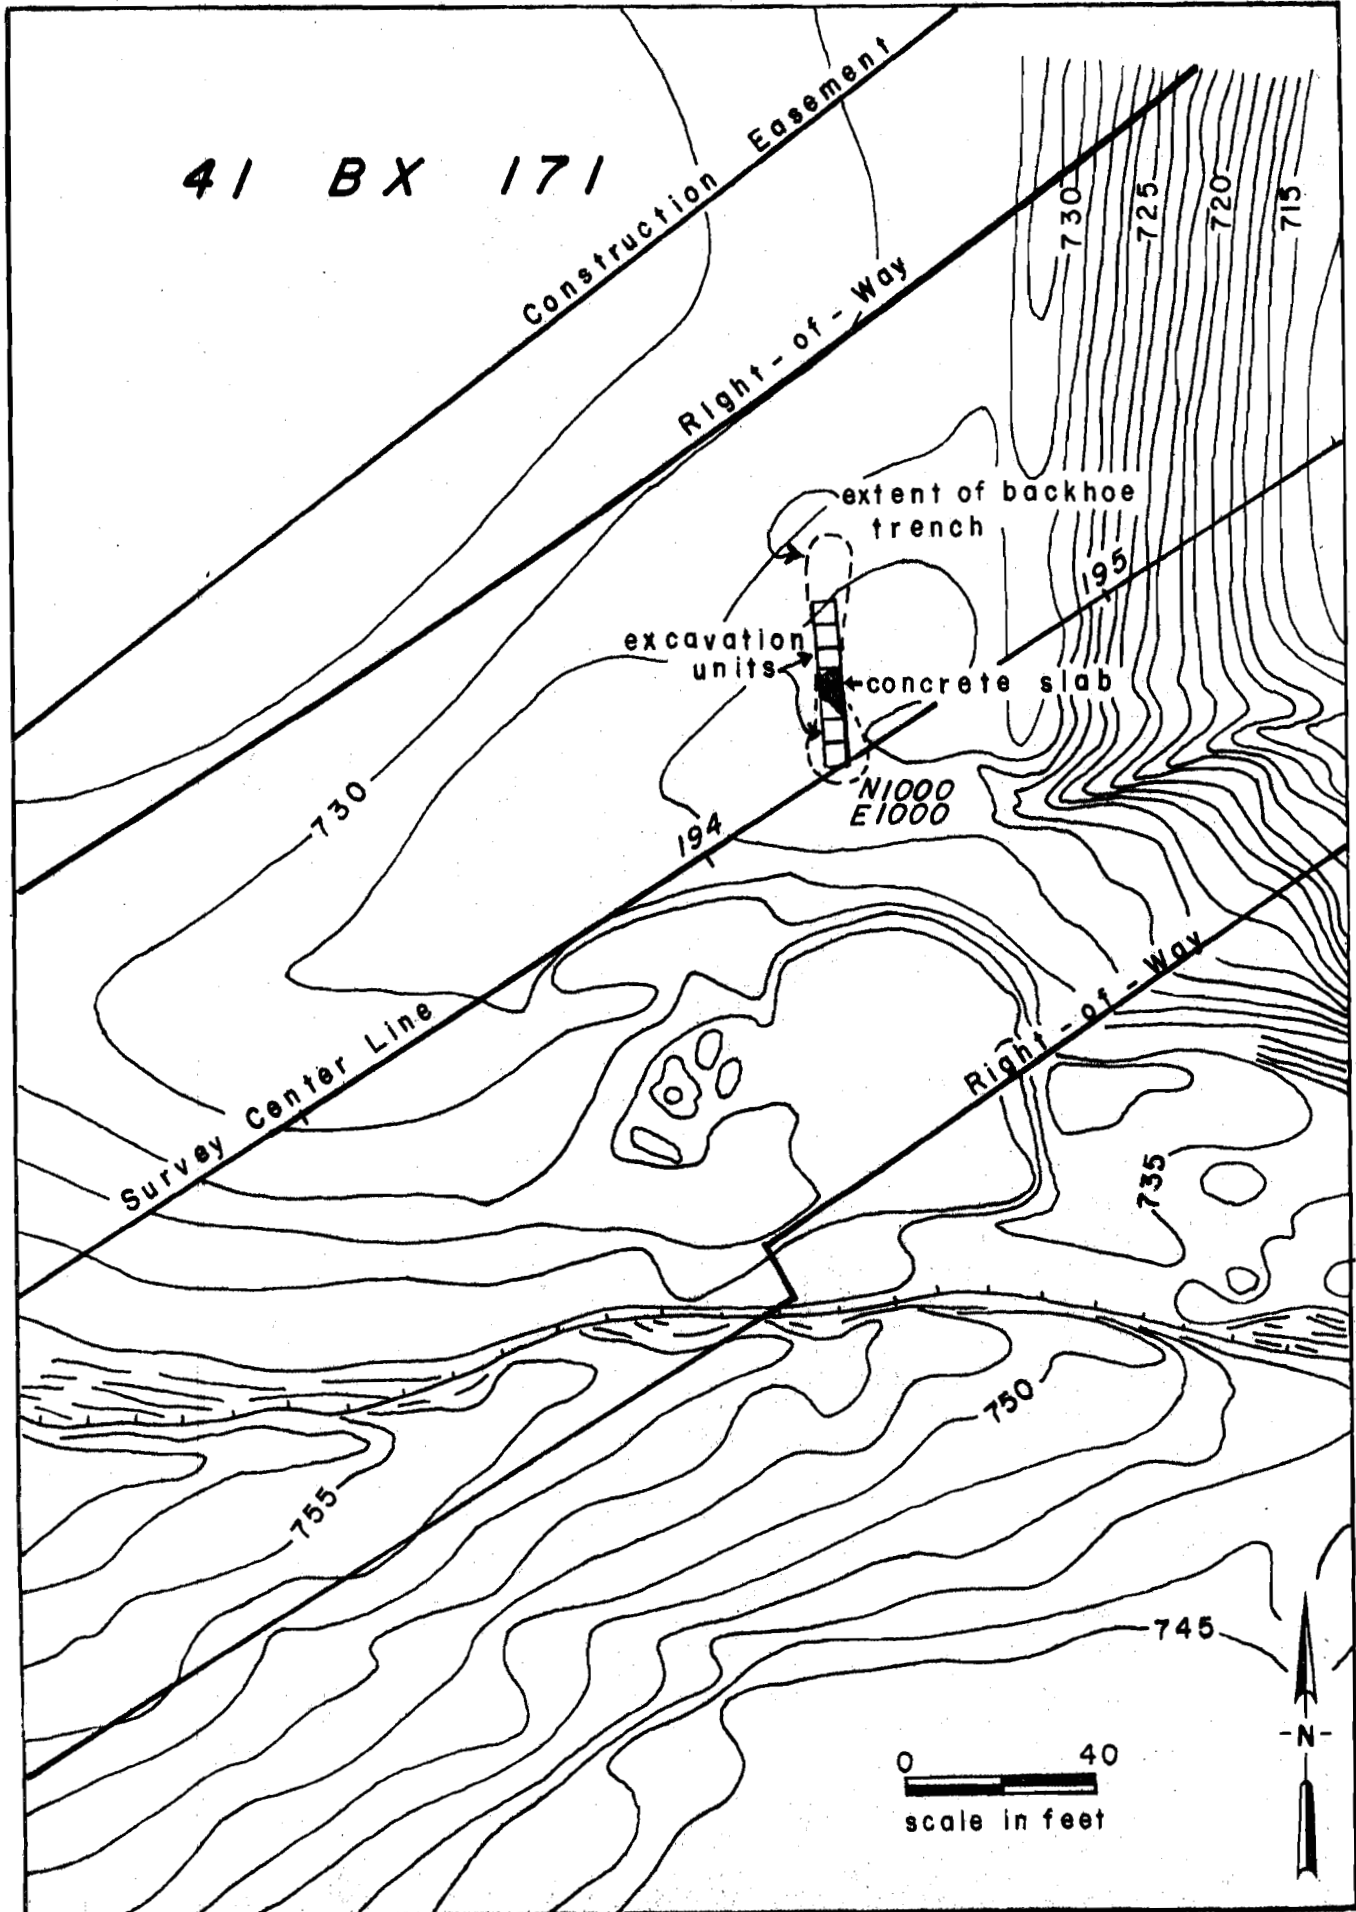 41 BX 171
Construction Easement
Right-of-Way
730
725
720
715
extent of backhoe
trench
195
excavation
units
concrete slab
N1000
E1000
730
194
Right-of-Way
Survey Center Line
735
750
755
745
0 40
scale in feet
-N-